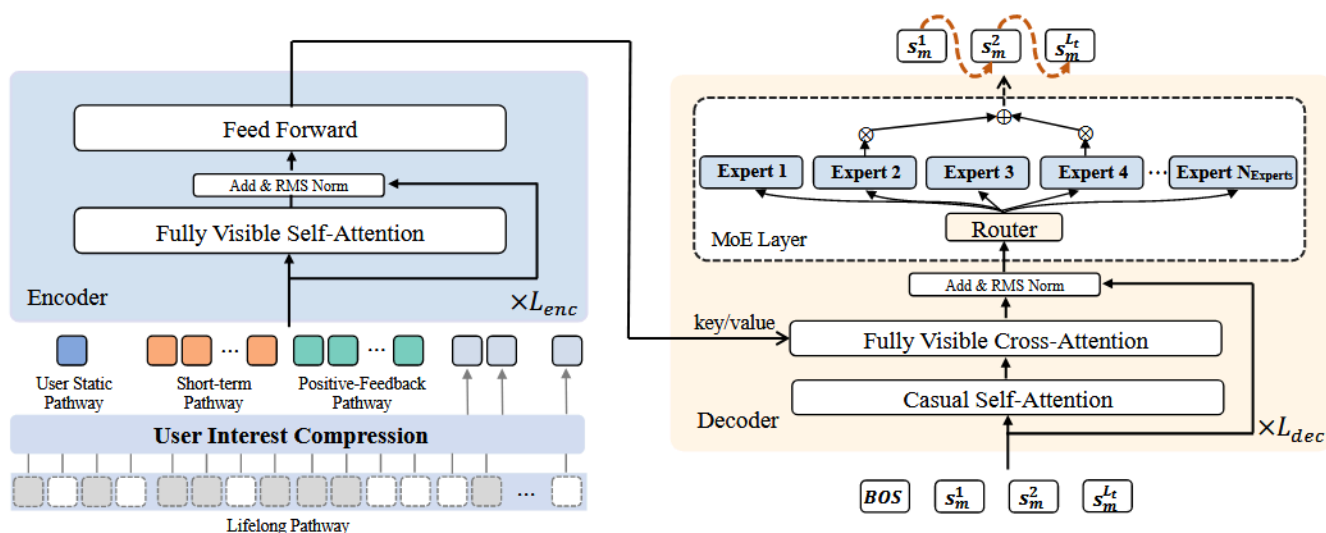 Feed Forward
Add & RMS Norm
Fully Visible Self-Attention
Encoder
×L_enc
User Static
Pathway
Short-term
Pathway
Positive-Feedback
Pathway
...
...
User Interest Compression
...
Lifelong Pathway
s_m^1
s_m^2
s_m^{L_t}
⊕
⊗
⊗
Expert 1
Expert 2
Expert 3
Expert 4
...
Expert N_Experts
Router
MoE Layer
Add & RMS Norm
key/value
Fully Visible Cross-Attention
Casual Self-Attention
Decoder
×L_dec
BOS
s_m^1
s_m^2
s_m^{L_t}